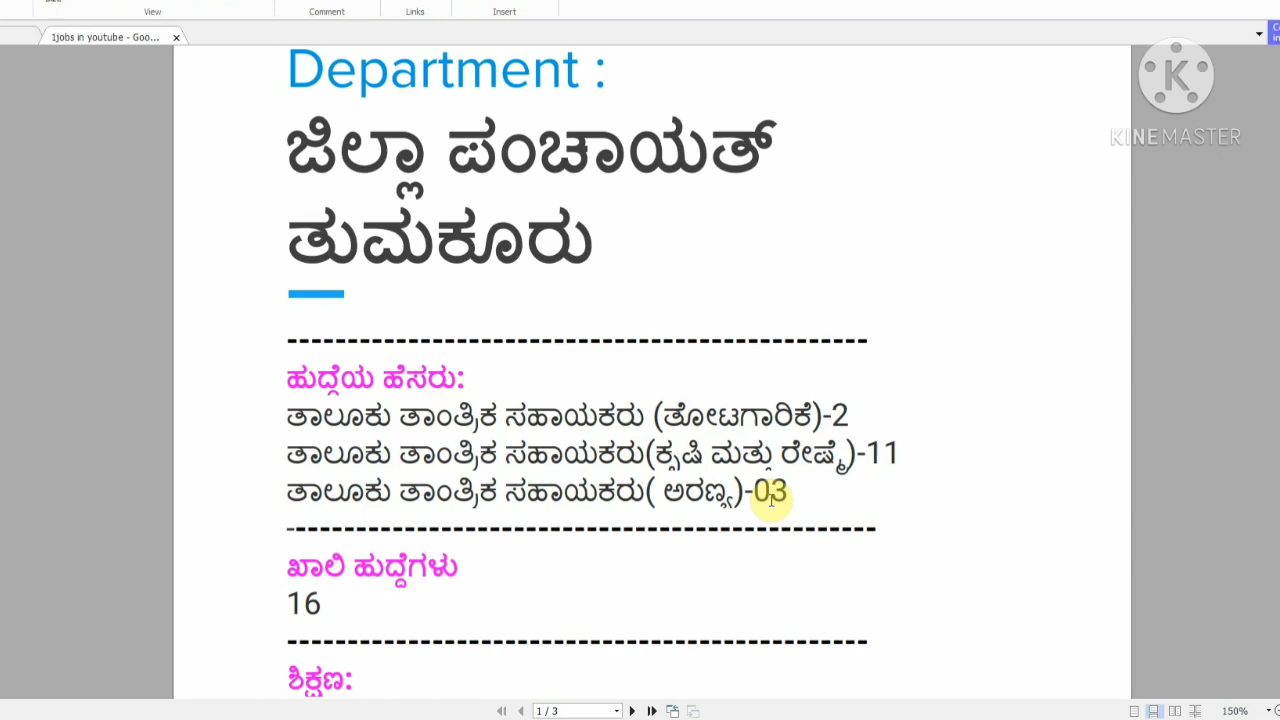 View
Comment
Links
Insert
1jobs in youtube - Goo...
Department :
ಜಿಲ್ಲಾ ಪಂಚಾಯತ್
ತುಮಕೂರು
KINEMASTER
-----------------------------------------------
ಹುದ್ದೆಯ ಹೆಸರು:
ತಾಲೂಕು ತಾಂತ್ರಿಕ ಸಹಾಯಕರು (ತೋಟಗಾರಿಕೆ)-2
ತಾಲೂಕು ತಾಂತ್ರಿಕ ಸಹಾಯಕರು(ಕೃಷಿ ಮತ್ತು ರೇಷ್ಮೆ)-11
ತಾಲೂಕು ತಾಂತ್ರಿಕ ಸಹಾಯಕರು( ಅರಣ್ಯ)-03
------------------------------------------------
ಖಾಲಿ ಹುದ್ದೆಗಳು
16
-----------------------------------------------
ಶಿಕ್ಷಣ:
1 / 3
150%